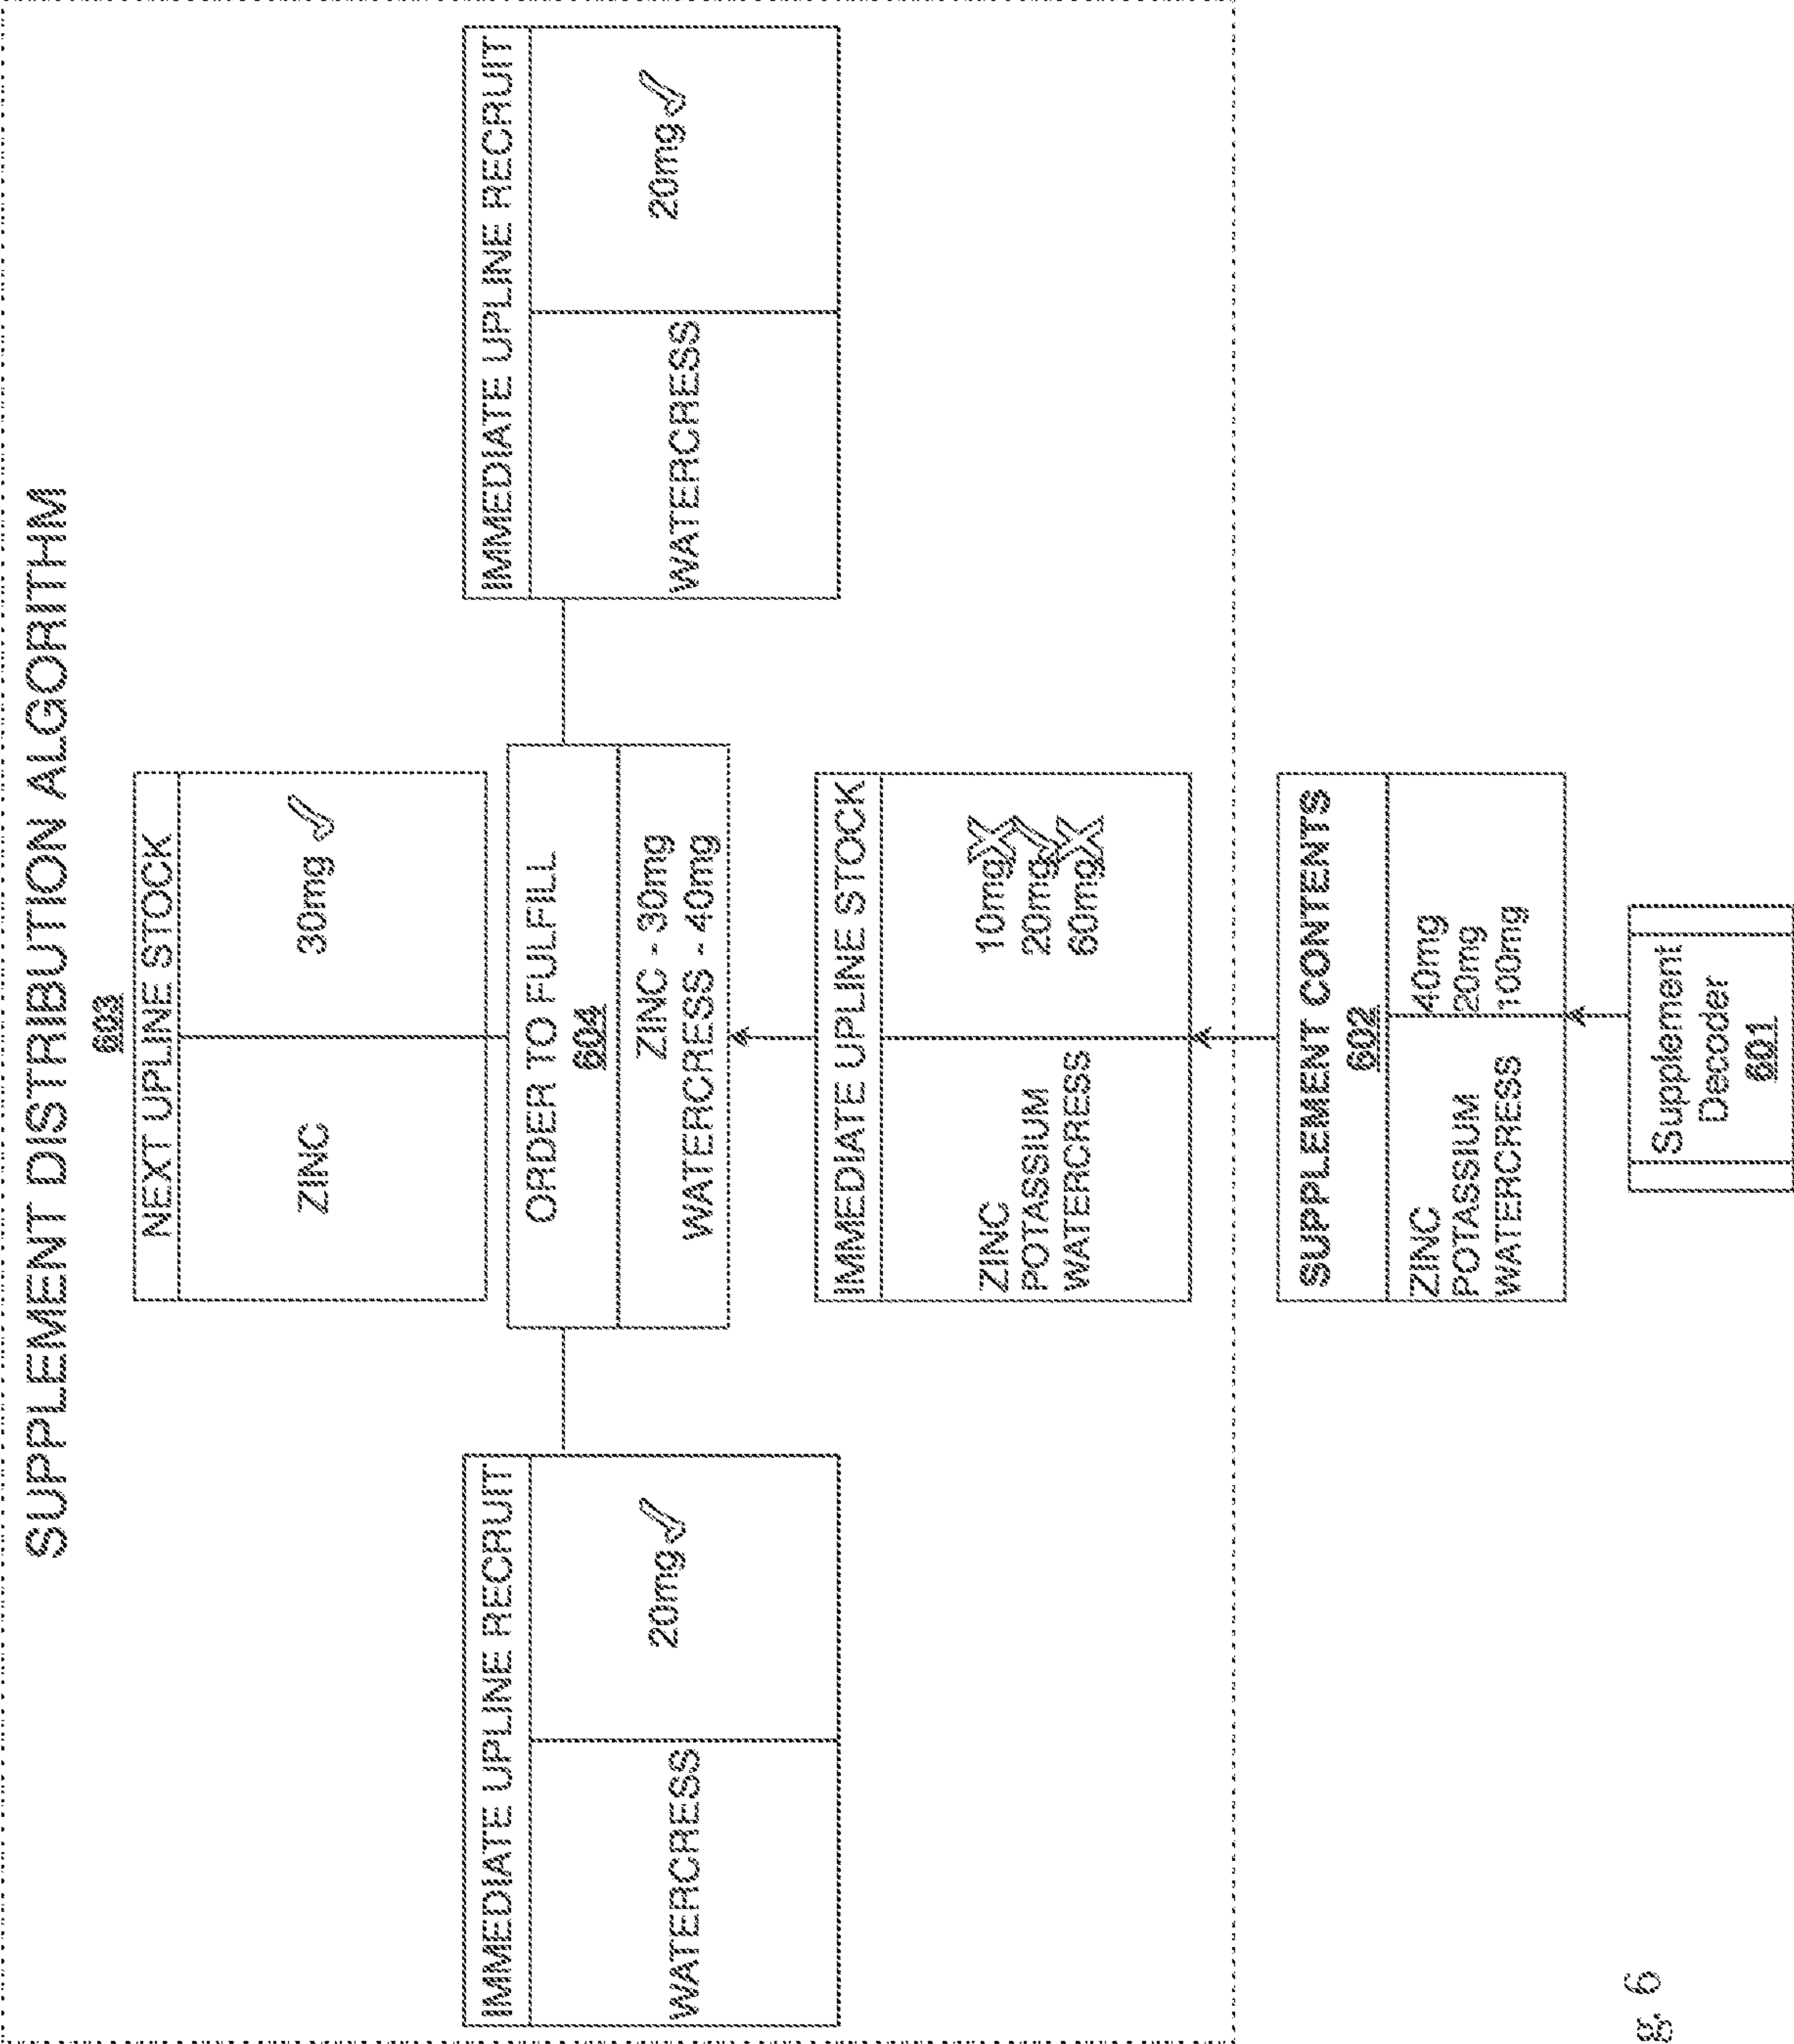 SUPPLEMENT DISTRIBUTION ALGORITHM
603
NEXT UPLINE STOCK
ZINC
30mg
IMMEDIATE UPLINE RECRUIT
WATERCRESS
20mg
ORDER TO FULFILL
604
ZINC - 30mg
WATERCRESS - 40mg
IMMEDIATE UPLINE RECRUIT
WATERCRESS
20mg
IMMEDIATE UPLINE STOCK
ZINC
POTASSIUM
WATERCRESS
10mg
20mg
60mg
SUPPLEMENT CONTENTS
602
ZINC
POTASSIUM
WATERCRESS
40mg
20mg
100mg
Supplement
Decoder
601
g. 6